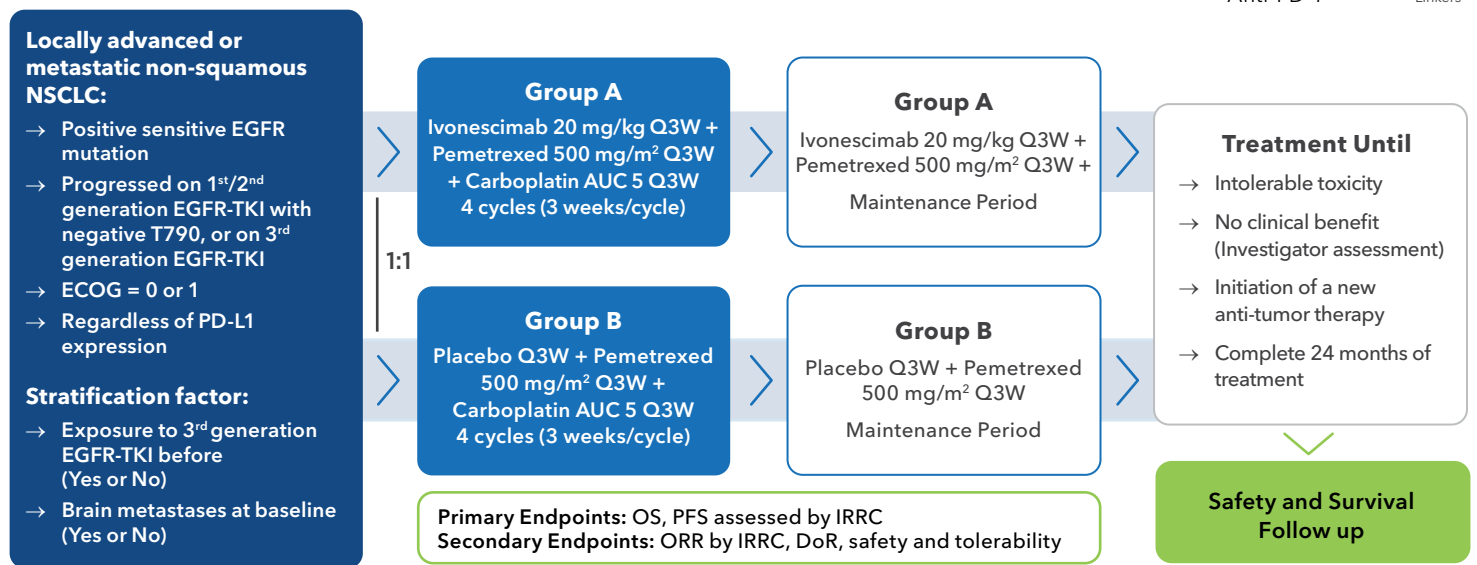 Locally advanced or
metastatic non-squamous
NSCLC:
→ Positive sensitive EGFR
mutation
→ Progressed on 1st/2nd
generation EGFR-TKI with
negative T790, or on 3rd
generation EGFR-TKI
→ ECOG = 0 or 1
→ Regardless of PD-L1
expression
Stratification factor:
→ Exposure to 3rd generation
EGFR-TKI before
(Yes or No)
→ Brain metastases at baseline
(Yes or No)
1:1
Group A
Ivonescimab 20 mg/kg Q3W +
Pemetrexed 500 mg/m² Q3W
+ Carboplatin AUC 5 Q3W
4 cycles (3 weeks/cycle)
Group A
Ivonescimab 20 mg/kg Q3W +
Pemetrexed 500 mg/m² Q3W +
Maintenance Period
Group B
Placebo Q3W + Pemetrexed
500 mg/m² Q3W +
Carboplatin AUC 5 Q3W
4 cycles (3 weeks/cycle)
Group B
Placebo Q3W + Pemetrexed
500 mg/m² Q3W
Maintenance Period
Treatment Until
→ Intolerable toxicity
→ No clinical benefit
(Investigator assessment)
→ Initiation of a new
anti-tumor therapy
→ Complete 24 months of
treatment
Safety and Survival
Follow up
Primary Endpoints: OS, PFS assessed by IRRC
Secondary Endpoints: ORR by IRRC, DoR, safety and tolerability